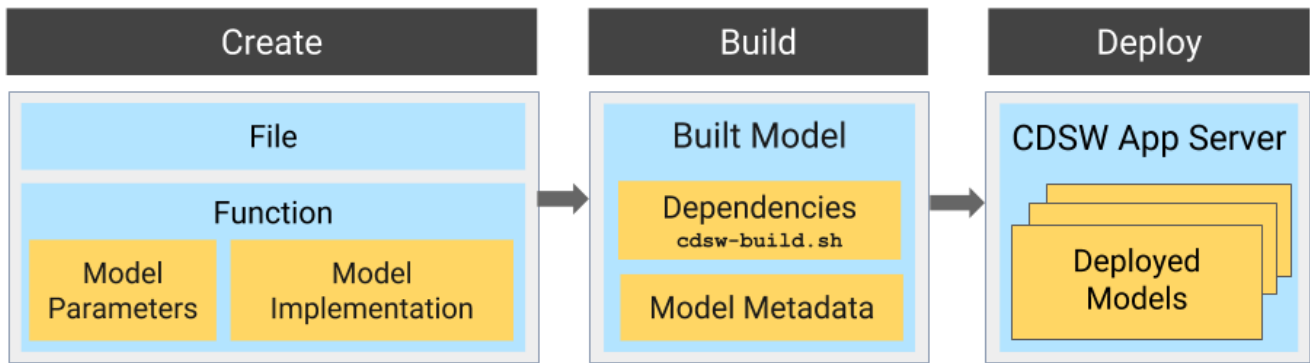 Create
File
Function
Model
Parameters
Model
Implementation
Build
Built Model
Dependencies
cdsw-build.sh
Model Metadata
Deploy
CDSW App Server
Deployed
Models